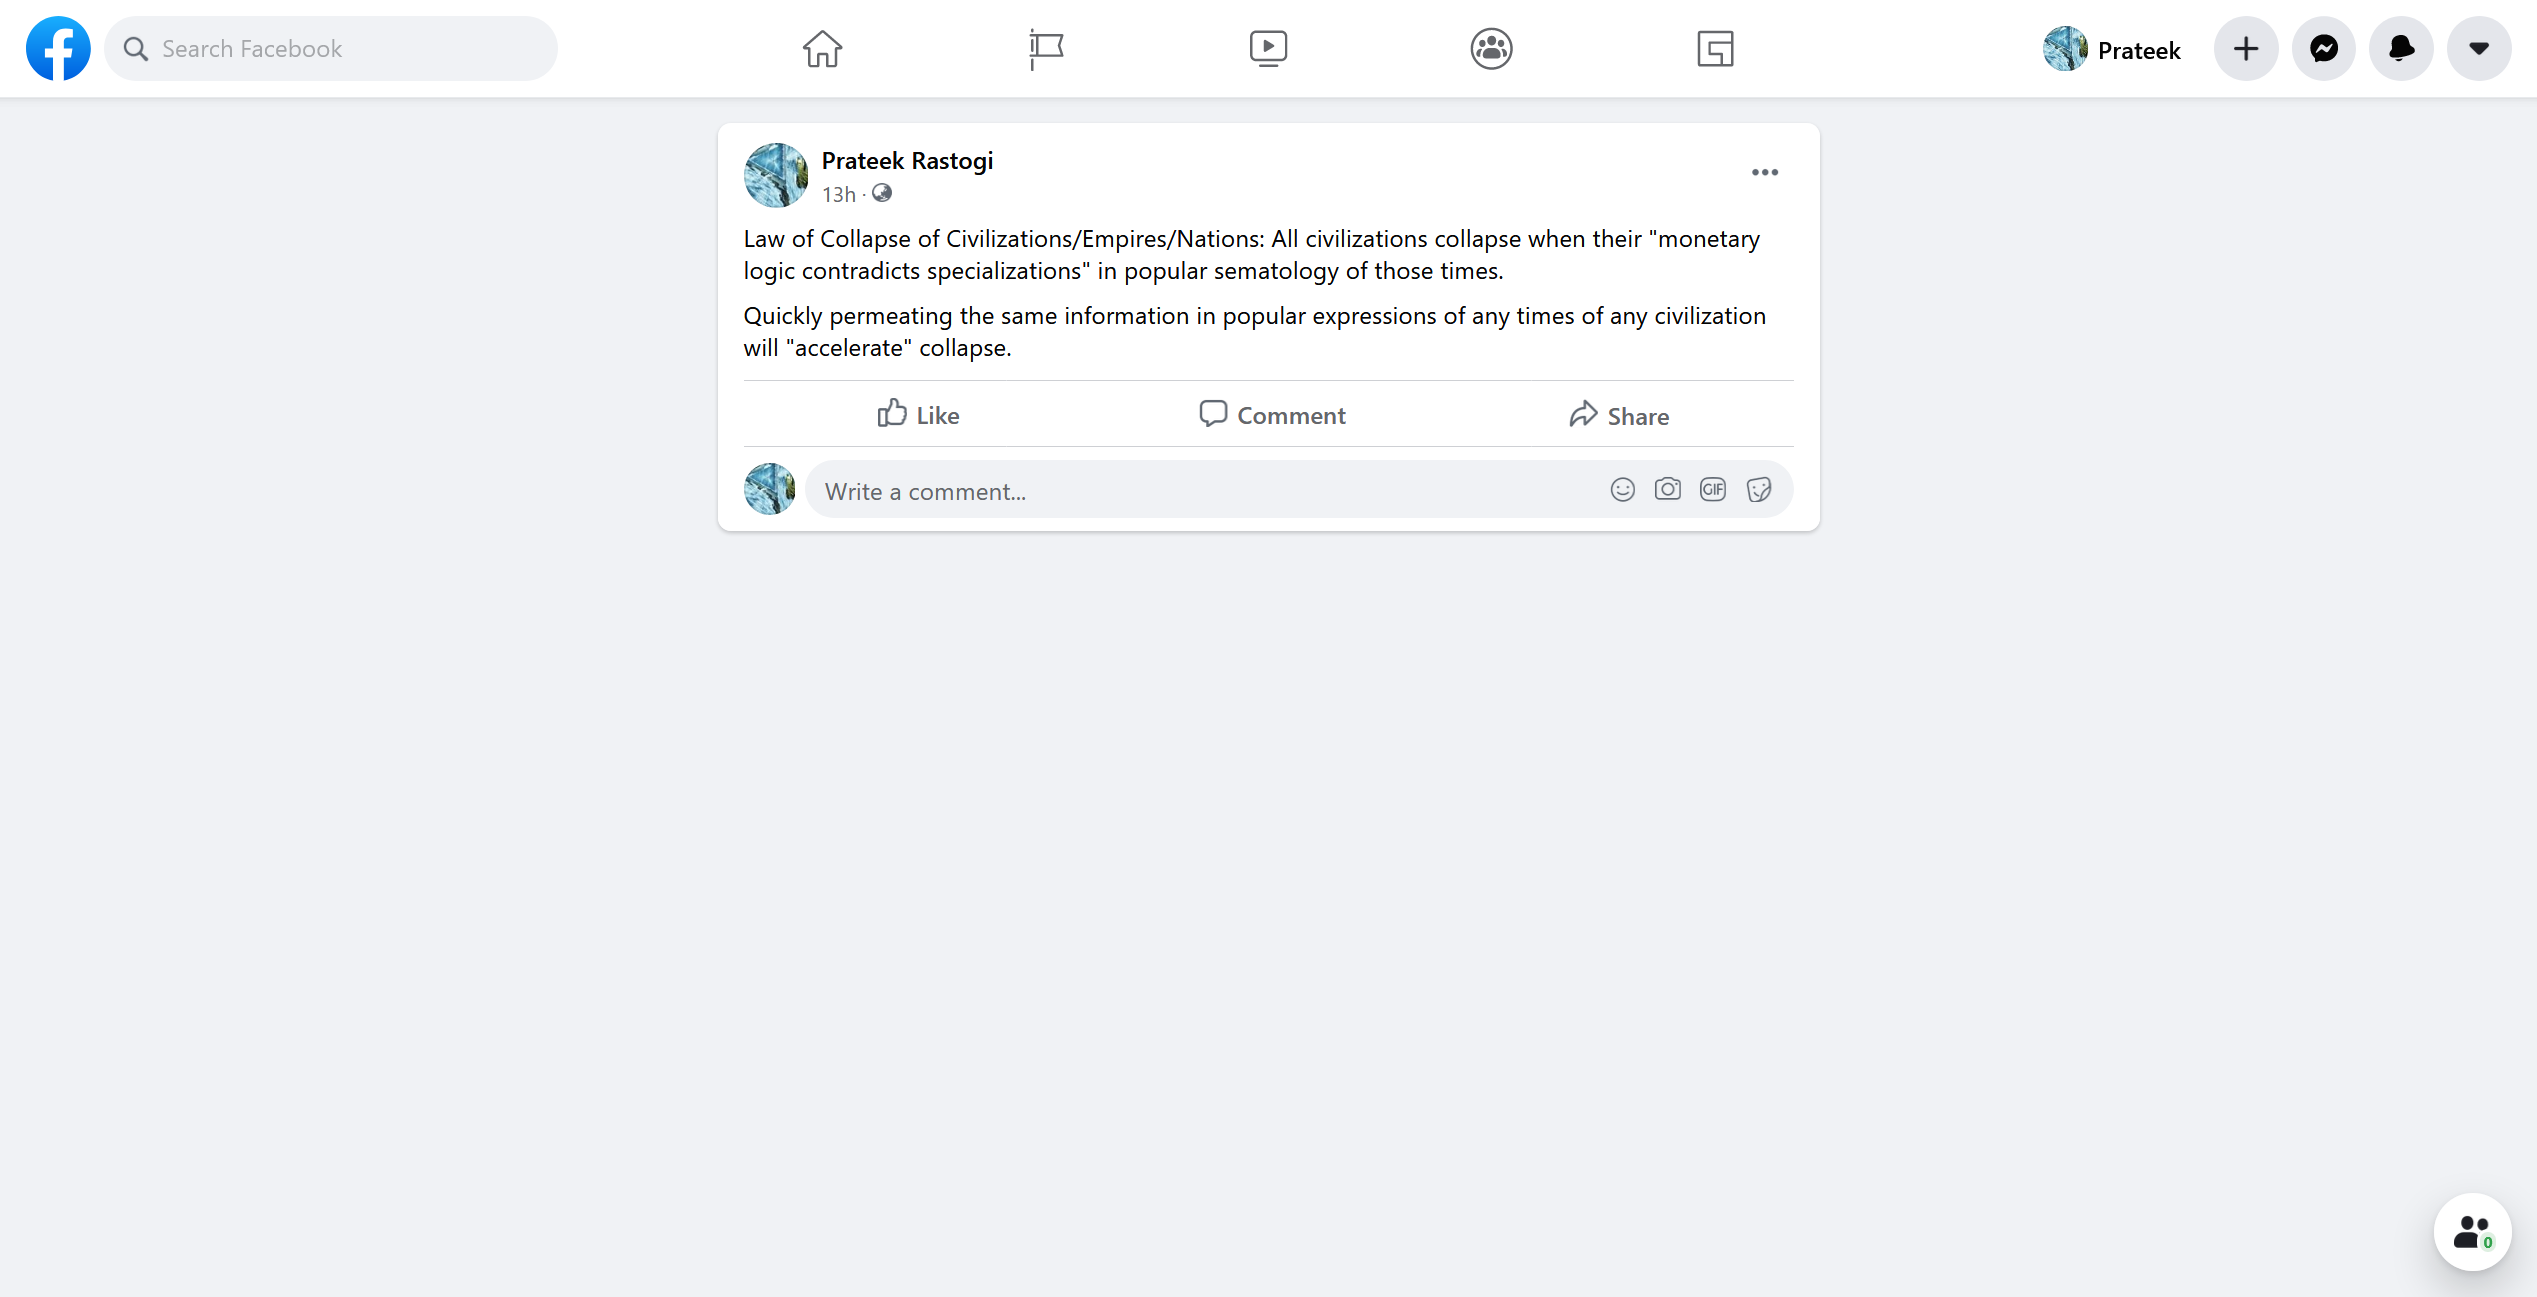 Search Facebook
Prateek
Prateek Rastogi
13h ·
Law of Collapse of Civilizations/Empires/Nations: All civilizations collapse when their "monetary
logic contradicts specializations" in popular sematology of those times.
Quickly permeating the same information in popular expressions of any times of any civilization
will "accelerate" collapse.
Like
Comment
Share
Write a comment...
GIF
0